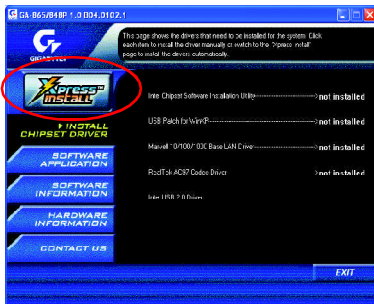 GA-865/848P 1.0 B04.0102.1
GIGABYTE
This page shows the drivers that need to be installed for the system. Click
each item to install the driver manually or switch to the "Xpress Install"
page to install the drivers automatically.
Xpress™
INSTALL
INSTALL
CHIPSET DRIVER
SOFTWARE
APPLICATION
SOFTWARE
INFORMATION
HARDWARE
INFORMATION
CONTACT US
Intel Chipset Software Installation Utility not installed
USB Patch for WinXP not installed
Marvell 10/100/1000 Base LAN Driver not installed
RealTek AC97 Codec Driver not installed
Intel USB 2.0 Driver
EXIT